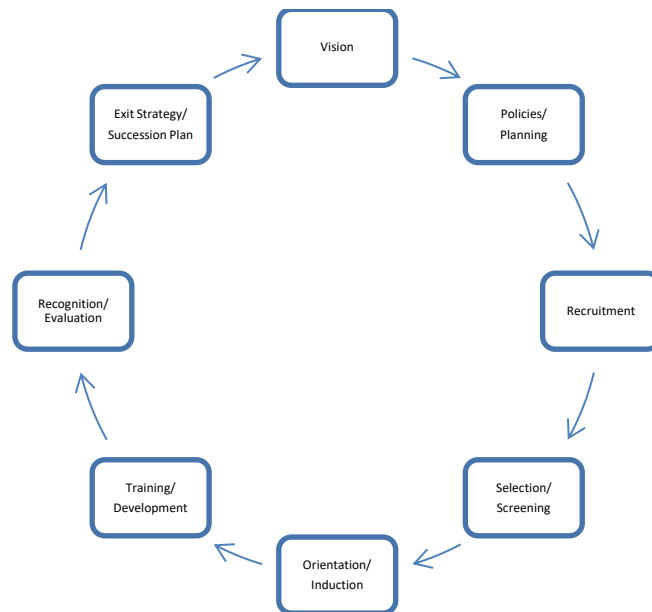 Vision
Policies/
Planning
Recruitment
Selection/
Screening
Orientation/
Induction
Training/
Development
Recognition/
Evaluation
Exit Strategy/
Succession Plan